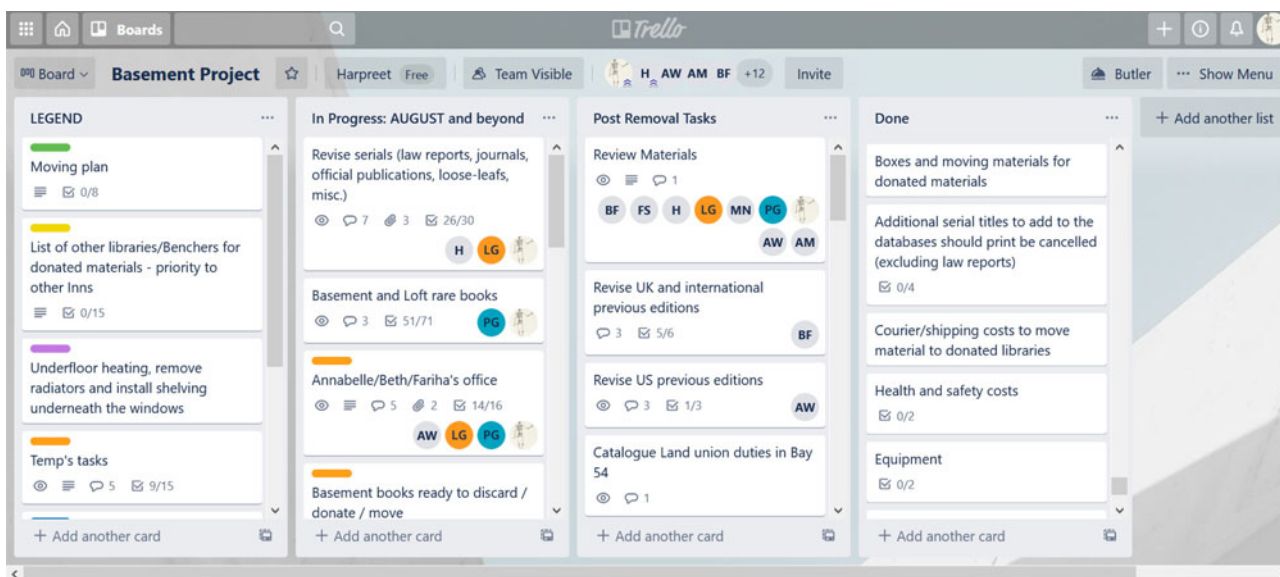 Boards
Trello
Board
Basement Project
Harpreet Free
Team Visible
H AW AM BF +12
Invite
Butler
... Show Menu
LEGEND ...
Moving plan
0/8
List of other libraries/Benchers for
donated materials - priority to
other Inns
0/15
Underfloor heating, remove
radiators and install shelving
underneath the windows
Temp's tasks
5 9/15
+ Add another card
In Progress: AUGUST and beyond ...
Revise serials (law reports, journals,
official publications, loose-leafs,
misc.)
7 3 26/30
H LG
Basement and Loft rare books
3 51/71 PG
Annabelle/Beth/Fariha's office
5 2 14/16
AW LG PG
Basement books ready to discard /
donate / move
+ Add another card
Post Removal Tasks ...
Review Materials
1
BF FS H LG MN PG
AW AM
Revise UK and international
previous editions
3 5/6 BF
Revise US previous editions
3 1/3 AW
Catalogue Land union duties in Bay
54
1
+ Add another card
Done ...
Boxes and moving materials for
donated materials
Additional serial titles to add to the
databases should print be cancelled
(excluding law reports)
0/4
Courier/shipping costs to move
material to donated libraries
Health and safety costs
0/2
Equipment
0/2
+ Add another card
+ Add another list